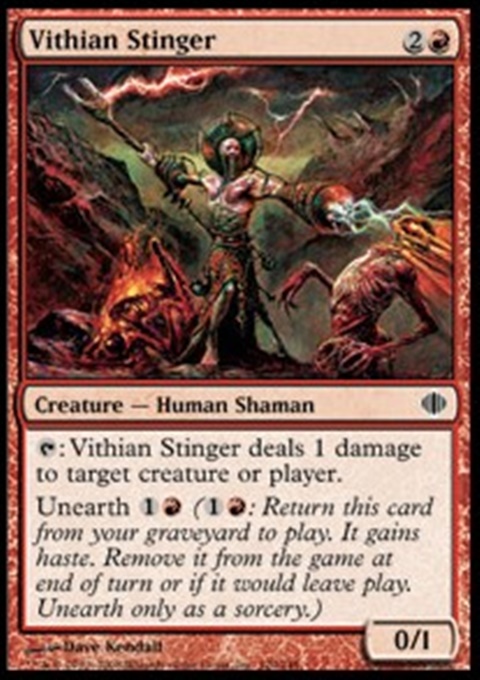 Vithian Stinger 2
Creature — Human Shaman
: Vithian Stinger deals 1 damage
to target creature or player.
Unearth 1 (1: Return this card
from your graveyard to play. It gains
haste. Remove it from the game at
end of turn or if it would leave play.
Unearth only as a sorcery.)
Dave Kendall
0/1